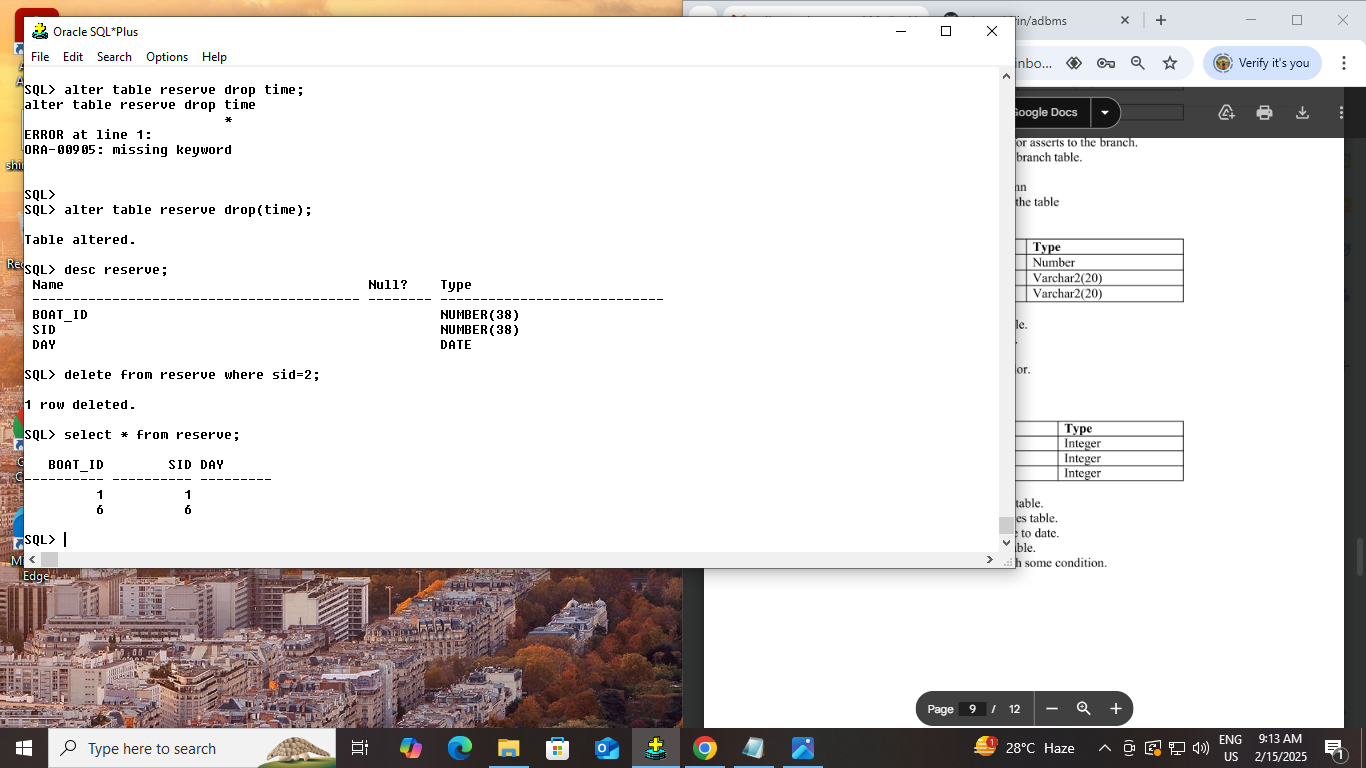 Oracle SQL*Plus
File Edit Search Options Help
SQL> alter table reserve drop time;
alter table reserve drop time
*
ERROR at line 1:
ORA-00905: missing keyword
SQL>
SQL> alter table reserve drop(time);
Table altered.
SQL> desc reserve;
Name Null? Type
----------------------------------------- -------- ----------------------------
BOAT_ID NUMBER(38)
SID NUMBER(38)
DAY DATE
SQL> delete from reserve where sid=2;
1 row deleted.
SQL> select * from reserve;
BOAT_ID SID DAY
---------- ---------- ---------
1 1
6 6
SQL>
Edge
in/adbms
inbo...
Verify it's you
Google Docs
or asserts to the branch.
branch table.
the table
Type
Number
Varchar2(20)
Varchar2(20)
le.
or.
Type
Integer
Integer
Integer
table.
es table.
e to date.
ble.
h some condition.
Page 9 / 12
Type here to search
1
28°C Haze
ENG
US
9:13 AM
2/15/2025
1